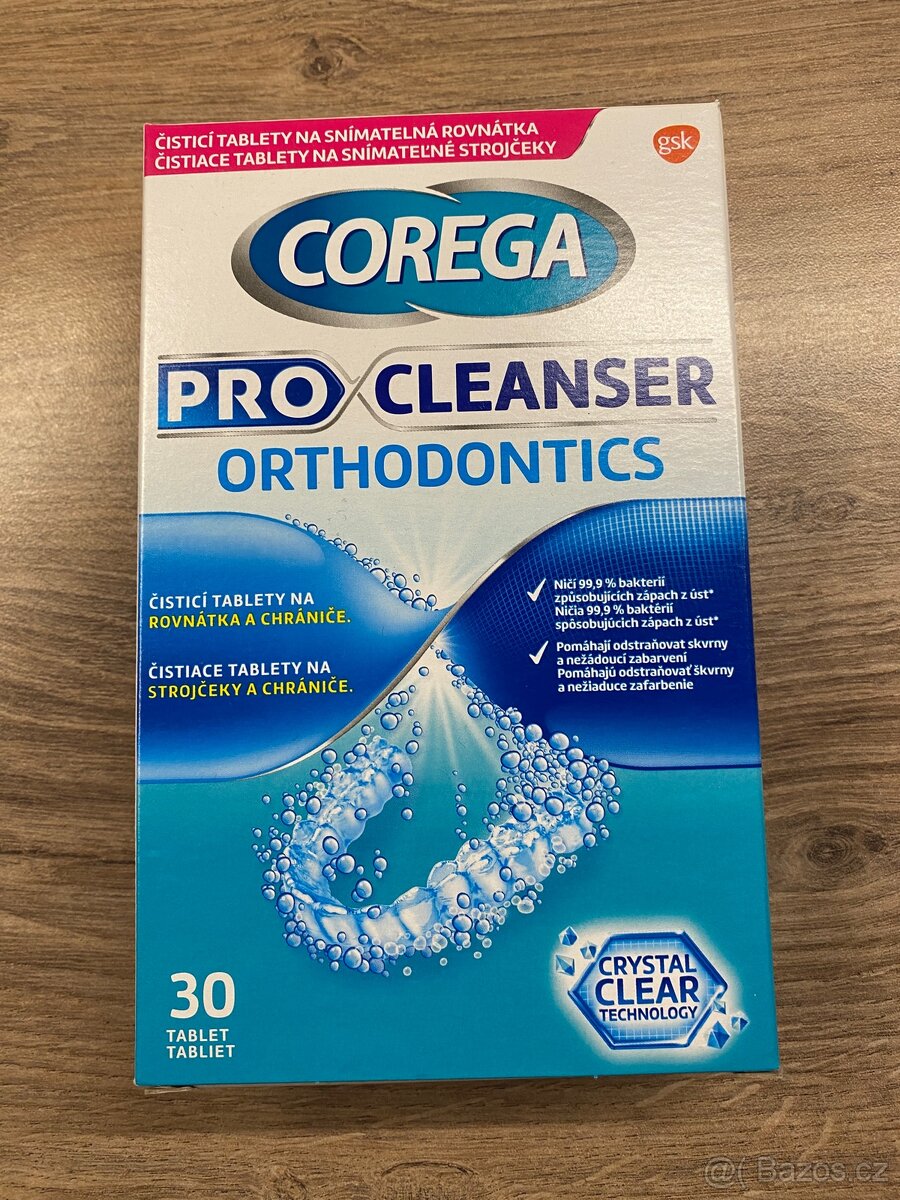 ČISTICÍ TABLETY NA SNÍMATELNÁ ROVNÁTKA
ČISTIACE TABLETY NA SNÍMATEĽNÉ STROJČEKY
gsk
COREGA
PRO CLEANSER
ORTHODONTICS
ČISTICÍ TABLETY NA
ROVNÁTKA A CHRÁNIČE.
ČISTIACE TABLETY NA
STROJČEKY A CHRÁNIČE.
Ničí 99,9 % bakterií
způsobujících zápach z úst*
Ničia 99,9 % baktérií
spôsobujúcich zápach z úst*
Pomáhají odstraňovat skvrny
a nežádoucí zabarvení
Pomáhajú odstraňovať škvrny
a nežiaduce zafarbenie
30
TABLET
TABLIET
CRYSTAL
CLEAR
TECHNOLOGY
@( Bazos.cz